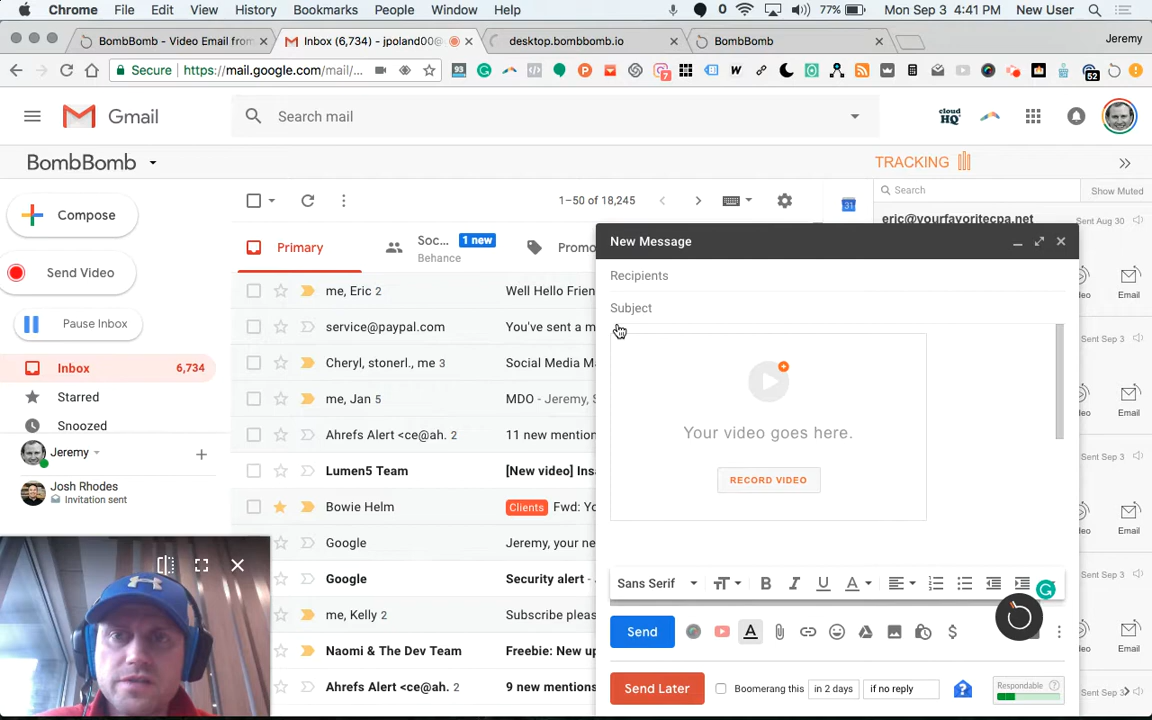 Chrome File Edit View History Bookmarks People Window Help 0 77% Mon Sep 3 4:41 PM New User
BombBomb - Video Email from Inbox (6,734) - jpoland00@ desktop.bombbomb.io BombBomb Jeremy
Secure https://mail.google.com/mail/... 52
Gmail Search mail cloud HQ
BombBomb TRACKING
Compose 1–50 of 18,245 31 Search Show Muted
eric@yourfavoritecpa.net Sent Aug 30
Primary Soc... 1 new Behance Promo
New Message
Send Video
Recipients
Subject
Pause Inbox
Inbox 6,734
Starred
Snoozed
Jeremy
Josh Rhodes
Invitation sent
me, Eric 2 Well Hello Frien
service@paypal.com You've sent a m
Cheryl, stonerl., me 3 Social Media M
me, Jan 5 MDO - Jeremy, S
Ahrefs Alert <ce@ah. 2 11 new mention
Lumen5 Team [New video] Ins
Bowie Helm Clients Fwd: Yo
Google Jeremy, your ne
Google Security alert -
me, Kelly 2 Subscribe pleas
Naomi & The Dev Team Freebie: New up
Ahrefs Alert <ce@ah. 2 9 new mentions
Your video goes here.
RECORD VIDEO
Sans Serif
Send
Send Later Boomerang this in 2 days if no reply Respondable ?
Email
Sent Sep 3
Email
Sent Sep 3
Email
Sent Sep 3
Email
Sent Sep 3